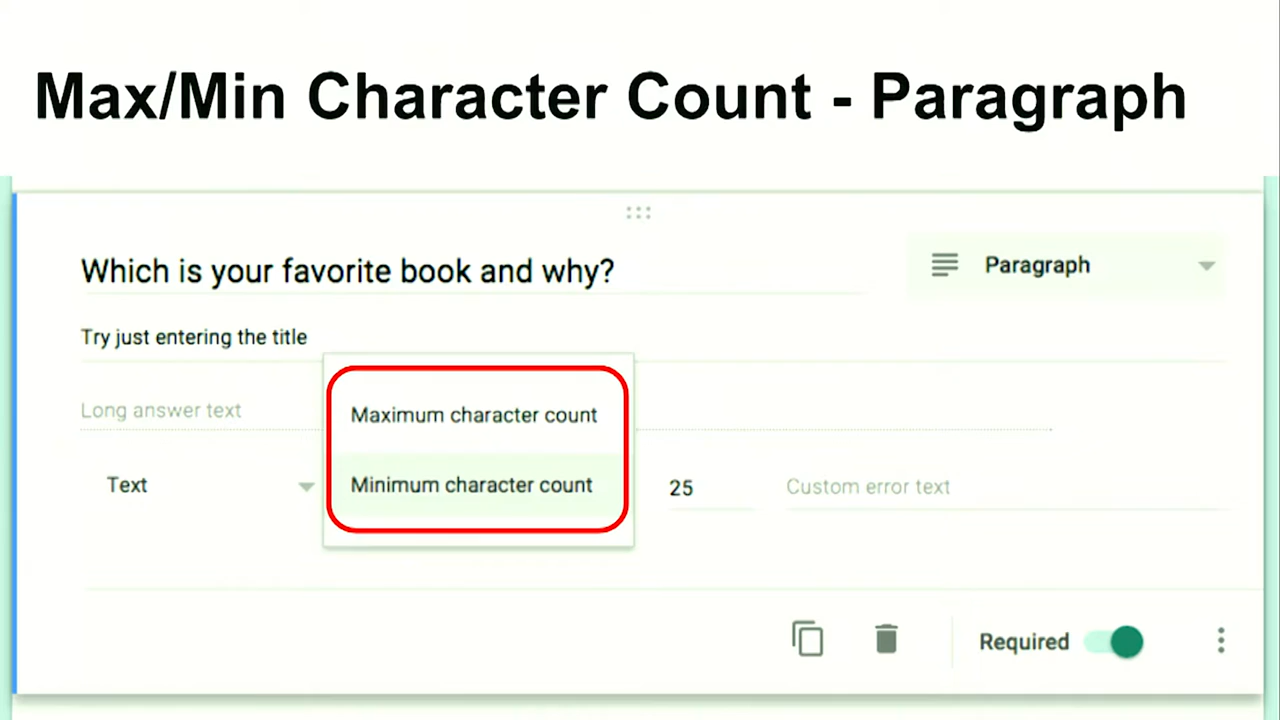 Max/Min Character Count - Paragraph
Which is your favorite book and why?
Paragraph
Try just entering the title
Long answer text
Maximum character count
Text
Minimum character count
25
Custom error text
Required